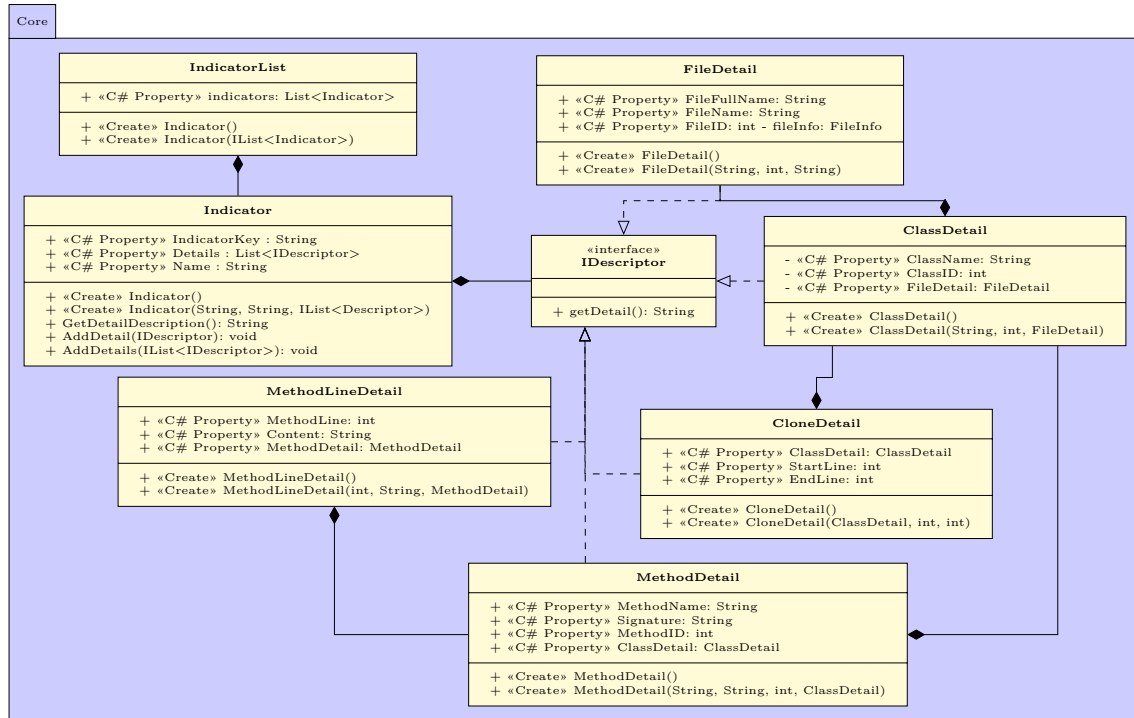 Core
IndicatorList
+ «C# Property» indicators: List<Indicator>
+ «Create» Indicator()
+ «Create» Indicator(IList<Indicator>)
FileDetail
+ «C# Property» FileFullName: String
+ «C# Property» FileName: String
+ «C# Property» FileID: int - fileInfo: FileInfo
+ «Create» FileDetail()
+ «Create» FileDetail(String, int, String)
Indicator
+ «C# Property» IndicatorKey : String
+ «C# Property» Details : List<IDescriptor>
+ «C# Property» Name : String
+ «Create» Indicator()
+ «Create» Indicator(String, String, IList<Descriptor>)
+ GetDetailDescription(): String
+ AddDetail(IDescriptor): void
+ AddDetails(IList<IDescriptor>): void
«interface»
IDescriptor
+ getDetail(): String
ClassDetail
- «C# Property» ClassName: String
- «C# Property» ClassID: int
- «C# Property» FileDetail: FileDetail
+ «Create» ClassDetail()
+ «Create» ClassDetail(String, int, FileDetail)
MethodLineDetail
+ «C# Property» MethodLine: int
+ «C# Property» Content: String
+ «C# Property» MethodDetail: MethodDetail
+ «Create» MethodLineDetail()
+ «Create» MethodLineDetail(int, String, MethodDetail)
CloneDetail
+ «C# Property» ClassDetail: ClassDetail
+ «C# Property» StartLine: int
+ «C# Property» EndLine: int
+ «Create» CloneDetail()
+ «Create» CloneDetail(ClassDetail, int, int)
MethodDetail
+ «C# Property» MethodName: String
+ «C# Property» Signature: String
+ «C# Property» MethodID: int
+ «C# Property» ClassDetail: ClassDetail
+ «Create» MethodDetail()
+ «Create» MethodDetail(String, String, int, ClassDetail)